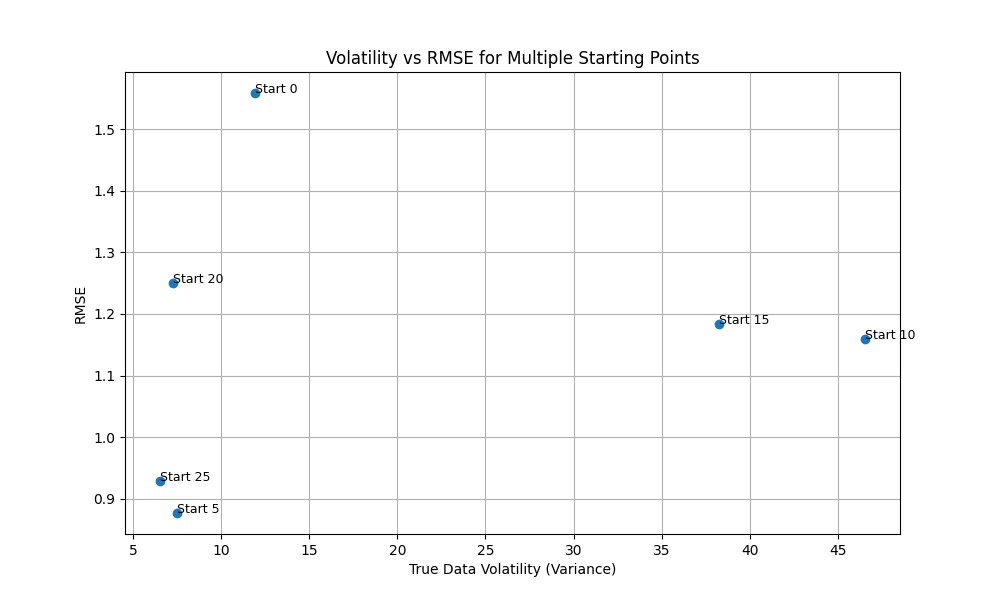 Volatility vs RMSE for Multiple Starting Points
Start 0
1.5
1.4
1.3
Start 20
1.2
Start 15
Start 10
RMSE
1.1
1.0
Start 25
0.9
Start 5
5 10 15 20 25 30 35 40 45
True Data Volatility (Variance)